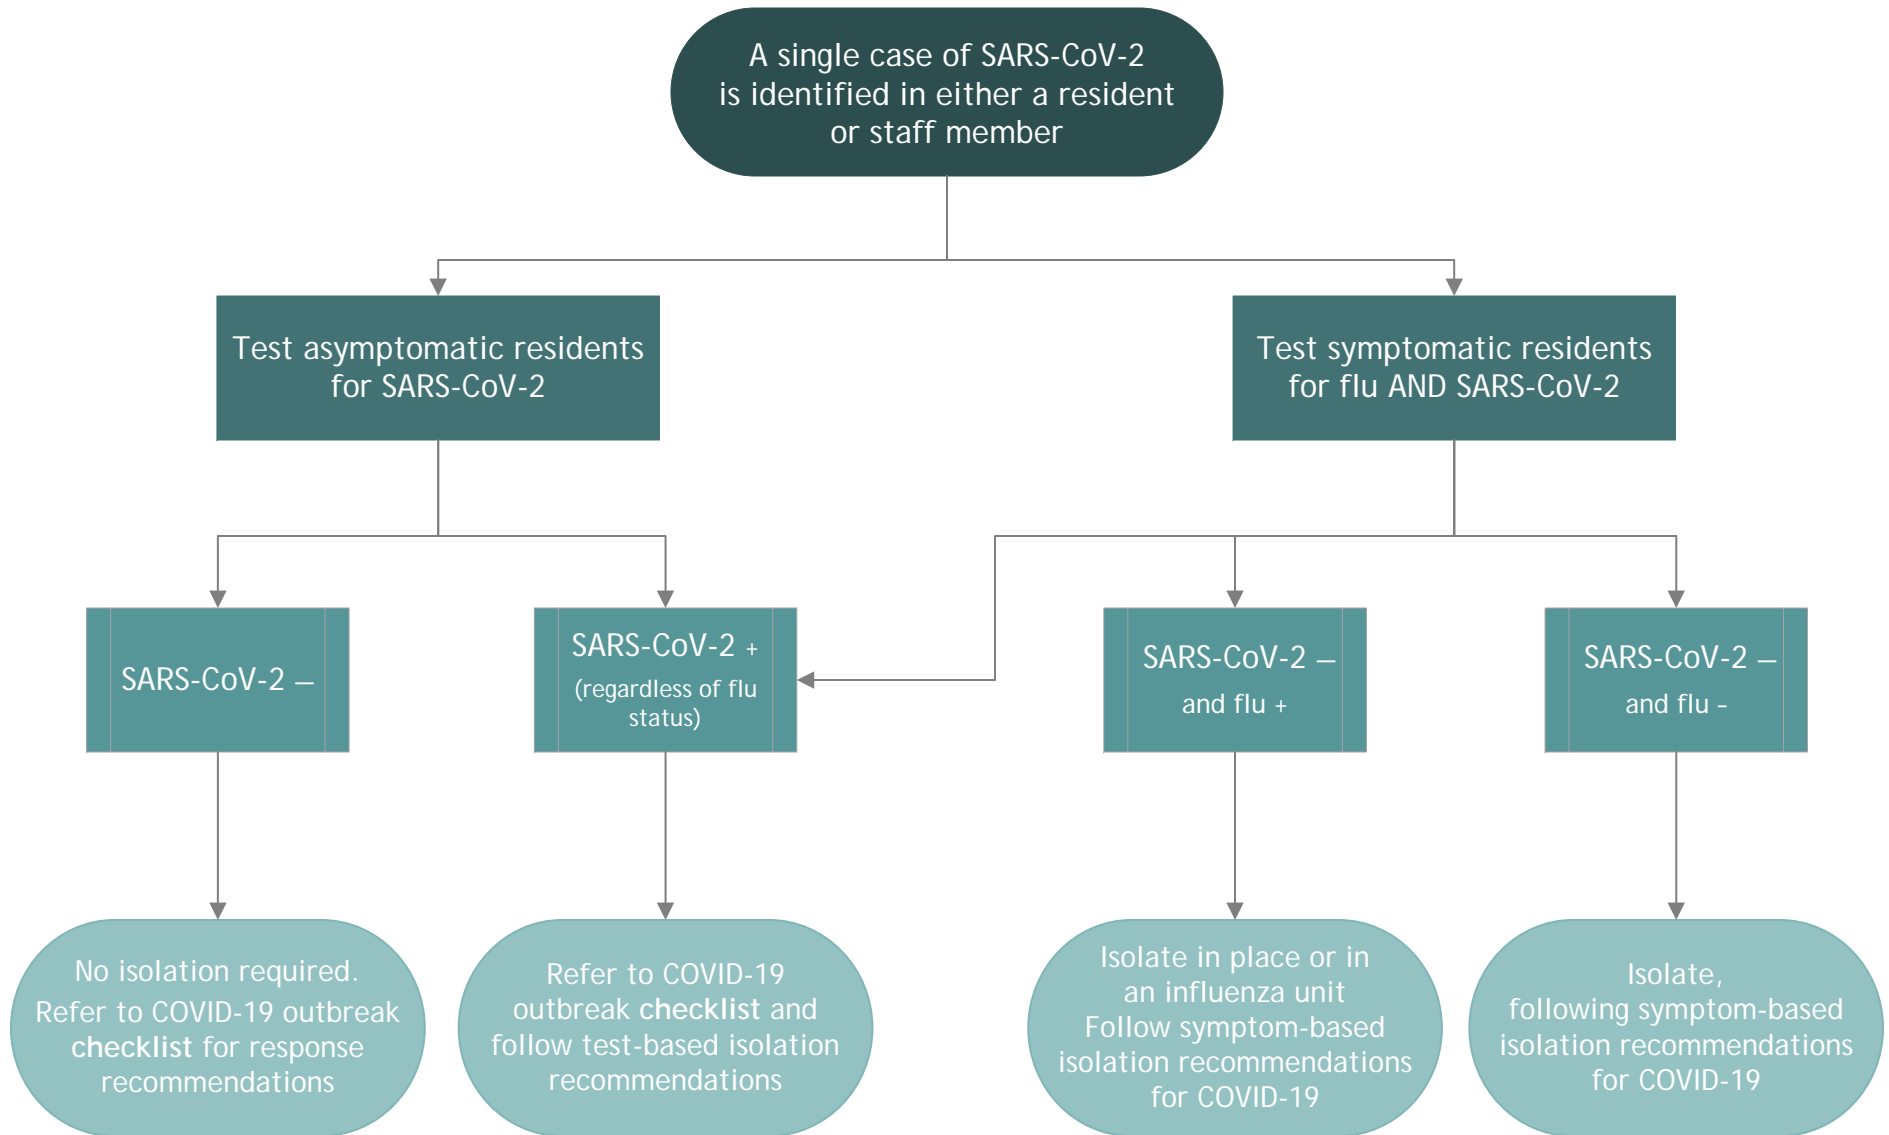 A single case of SARS-CoV-2
is identified in either a resident
or staff member
Test asymptomatic residents
for SARS-CoV-2
Test symptomatic residents
for flu AND SARS-CoV-2
SARS-CoV-2 –
SARS-CoV-2 +
(regardless of flu
status)
SARS-CoV-2 –
and flu +
SARS-CoV-2 –
and flu -
No isolation required.
Refer to COVID-19 outbreak
checklist for response
recommendations
Refer to COVID-19
outbreak checklist and
follow test-based isolation
recommendations
Isolate in place or in
an influenza unit
Follow symptom-based
isolation recommendations
for COVID-19
Isolate,
following symptom-based
isolation recommendations
for COVID-19